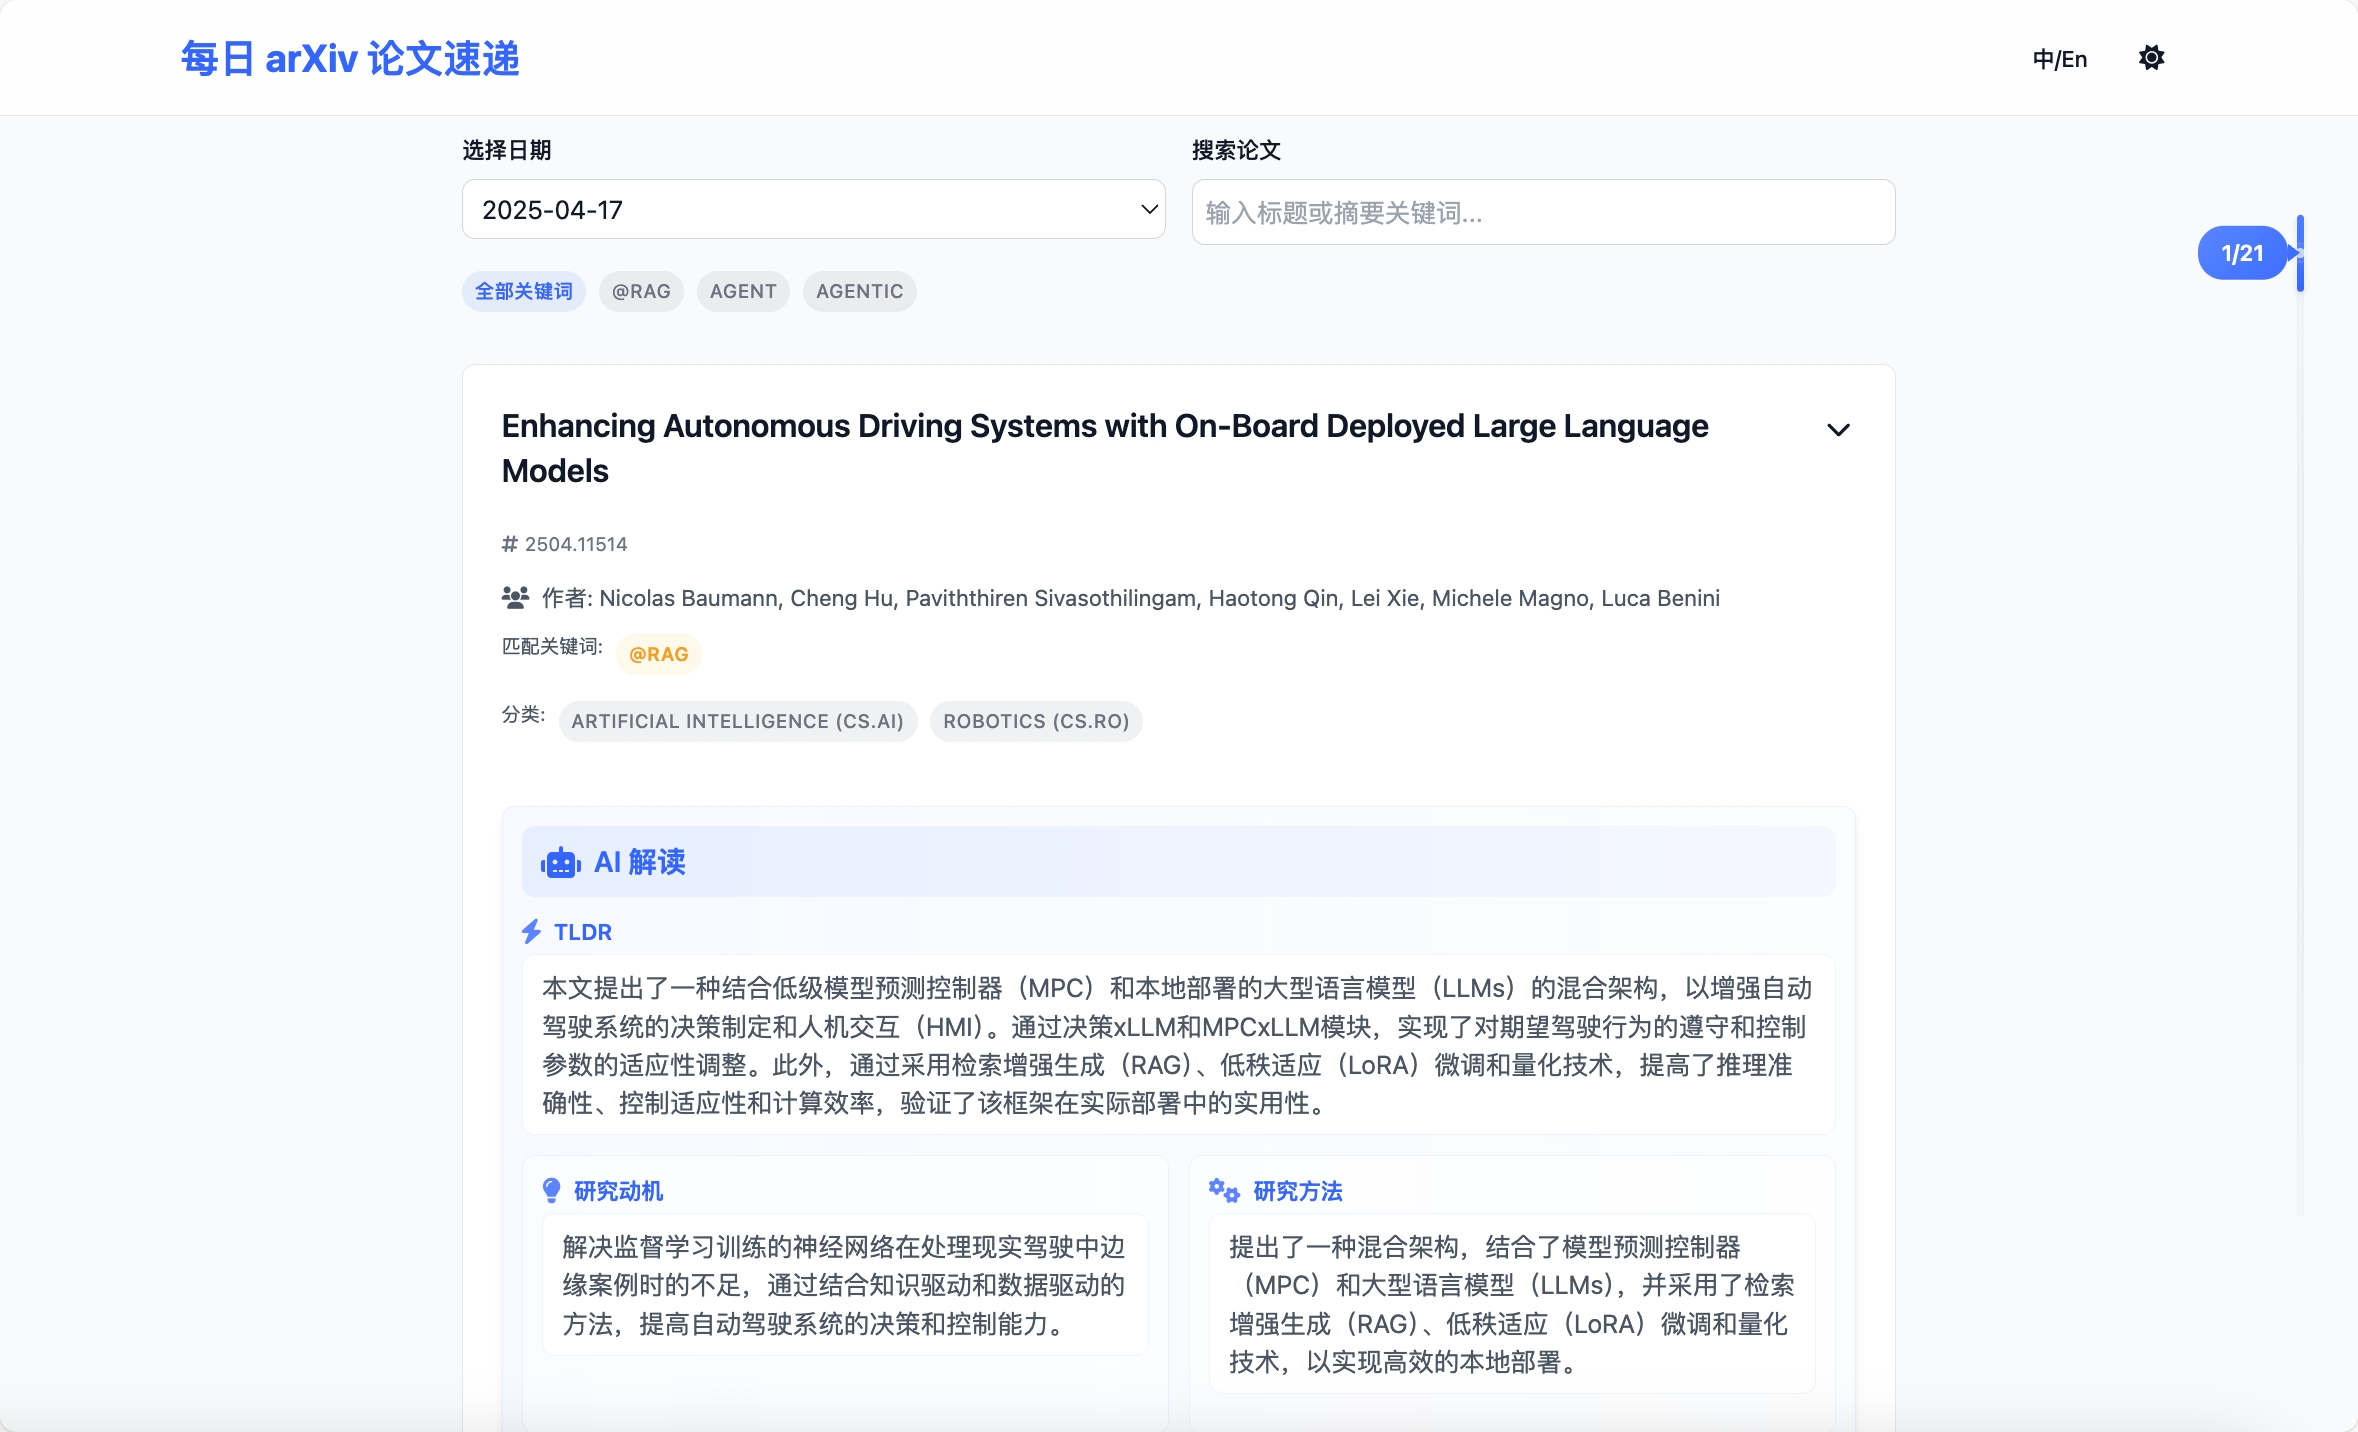 每日 arXiv 论文速递
中/En
选择日期
2025-04-17
搜索论文
输入标题或摘要关键词...
1/21
全部关键词 @RAG AGENT AGENTIC
Enhancing Autonomous Driving Systems with On-Board Deployed Large Language
Models
# 2504.11514
作者: Nicolas Baumann, Cheng Hu, Paviththiren Sivasothilingam, Haotong Qin, Lei Xie, Michele Magno, Luca Benini
匹配关键词: @RAG
分类: ARTIFICIAL INTELLIGENCE (CS.AI) ROBOTICS (CS.RO)
AI 解读
TLDR
本文提出了一种结合低级模型预测控制器（MPC）和本地部署的大型语言模型（LLMs）的混合架构，以增强自动
驾驶系统的决策制定和人机交互（HMI）。通过决策xLLM和MPCxLLM模块，实现了对期望驾驶行为的遵守和控制
参数的适应性调整。此外，通过采用检索增强生成（RAG）、低秩适应（LoRA）微调和量化技术，提高了推理准
确性、控制适应性和计算效率，验证了该框架在实际部署中的实用性。
研究动机
解决监督学习训练的神经网络在处理现实驾驶中边
缘案例时的不足，通过结合知识驱动和数据驱动的
方法，提高自动驾驶系统的决策和控制能力。
研究方法
提出了一种混合架构，结合了模型预测控制器
（MPC）和大型语言模型（LLMs），并采用了检索
增强生成（RAG）、低秩适应（LoRA）微调和量化
技术，以实现高效的本地部署。